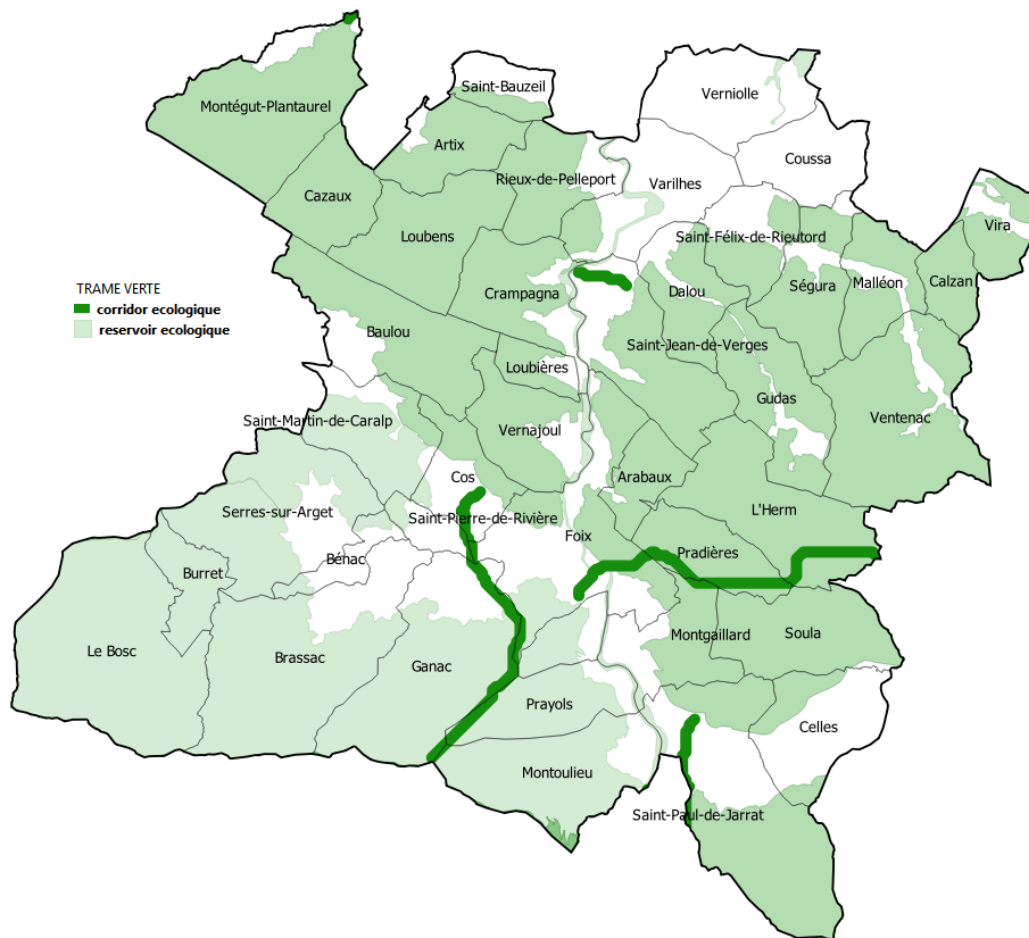 Saint-Bauzeil
Verniolle
Montégut-Plantaurel
Artix
Coussa
Rieux-de-Pelleport
Varilhes
Cazaux
Vira
Loubens
Saint-Félix-de-Rieutord
Malléon
Calzan
Ségura
Dalou
Crampagna
TRAME VERTE
corridor ecologique
reservoir ecologique
Baulou
Saint-Jean-de-Verges
Loubières
Gudas
Ventenac
Saint-Martin-de-Caralp
Vernajoul
Cos
Arabaux
Serres-sur-Arget
L'Herm
Saint-Pierre-de-Rivière
Foix
Pradières
Bénac
Burret
Montgaillard
Soula
Le Bosc
Brassac
Ganac
Prayols
Celles
Montoulieu
Saint-Paul-de-Jarrat